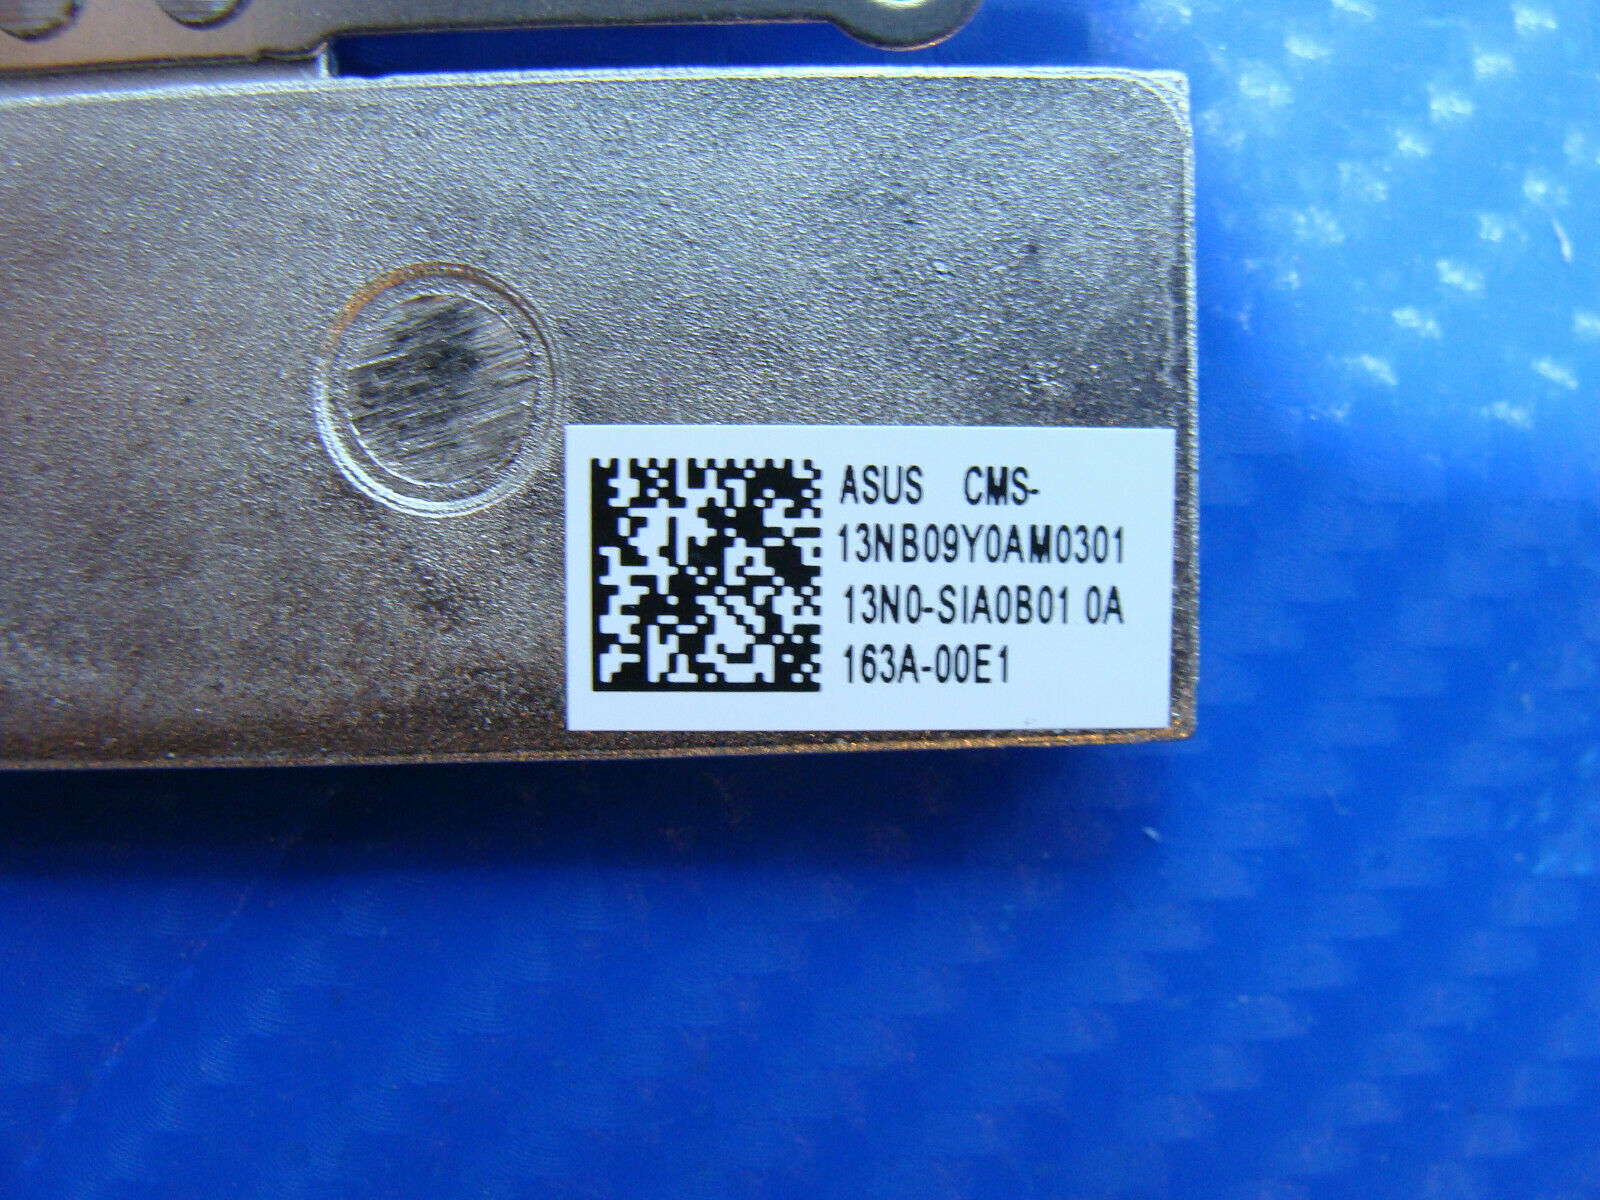 ASUS CMS-
13NB09Y0AM0301
13N0-SIA0B01 0A
163A-00E1